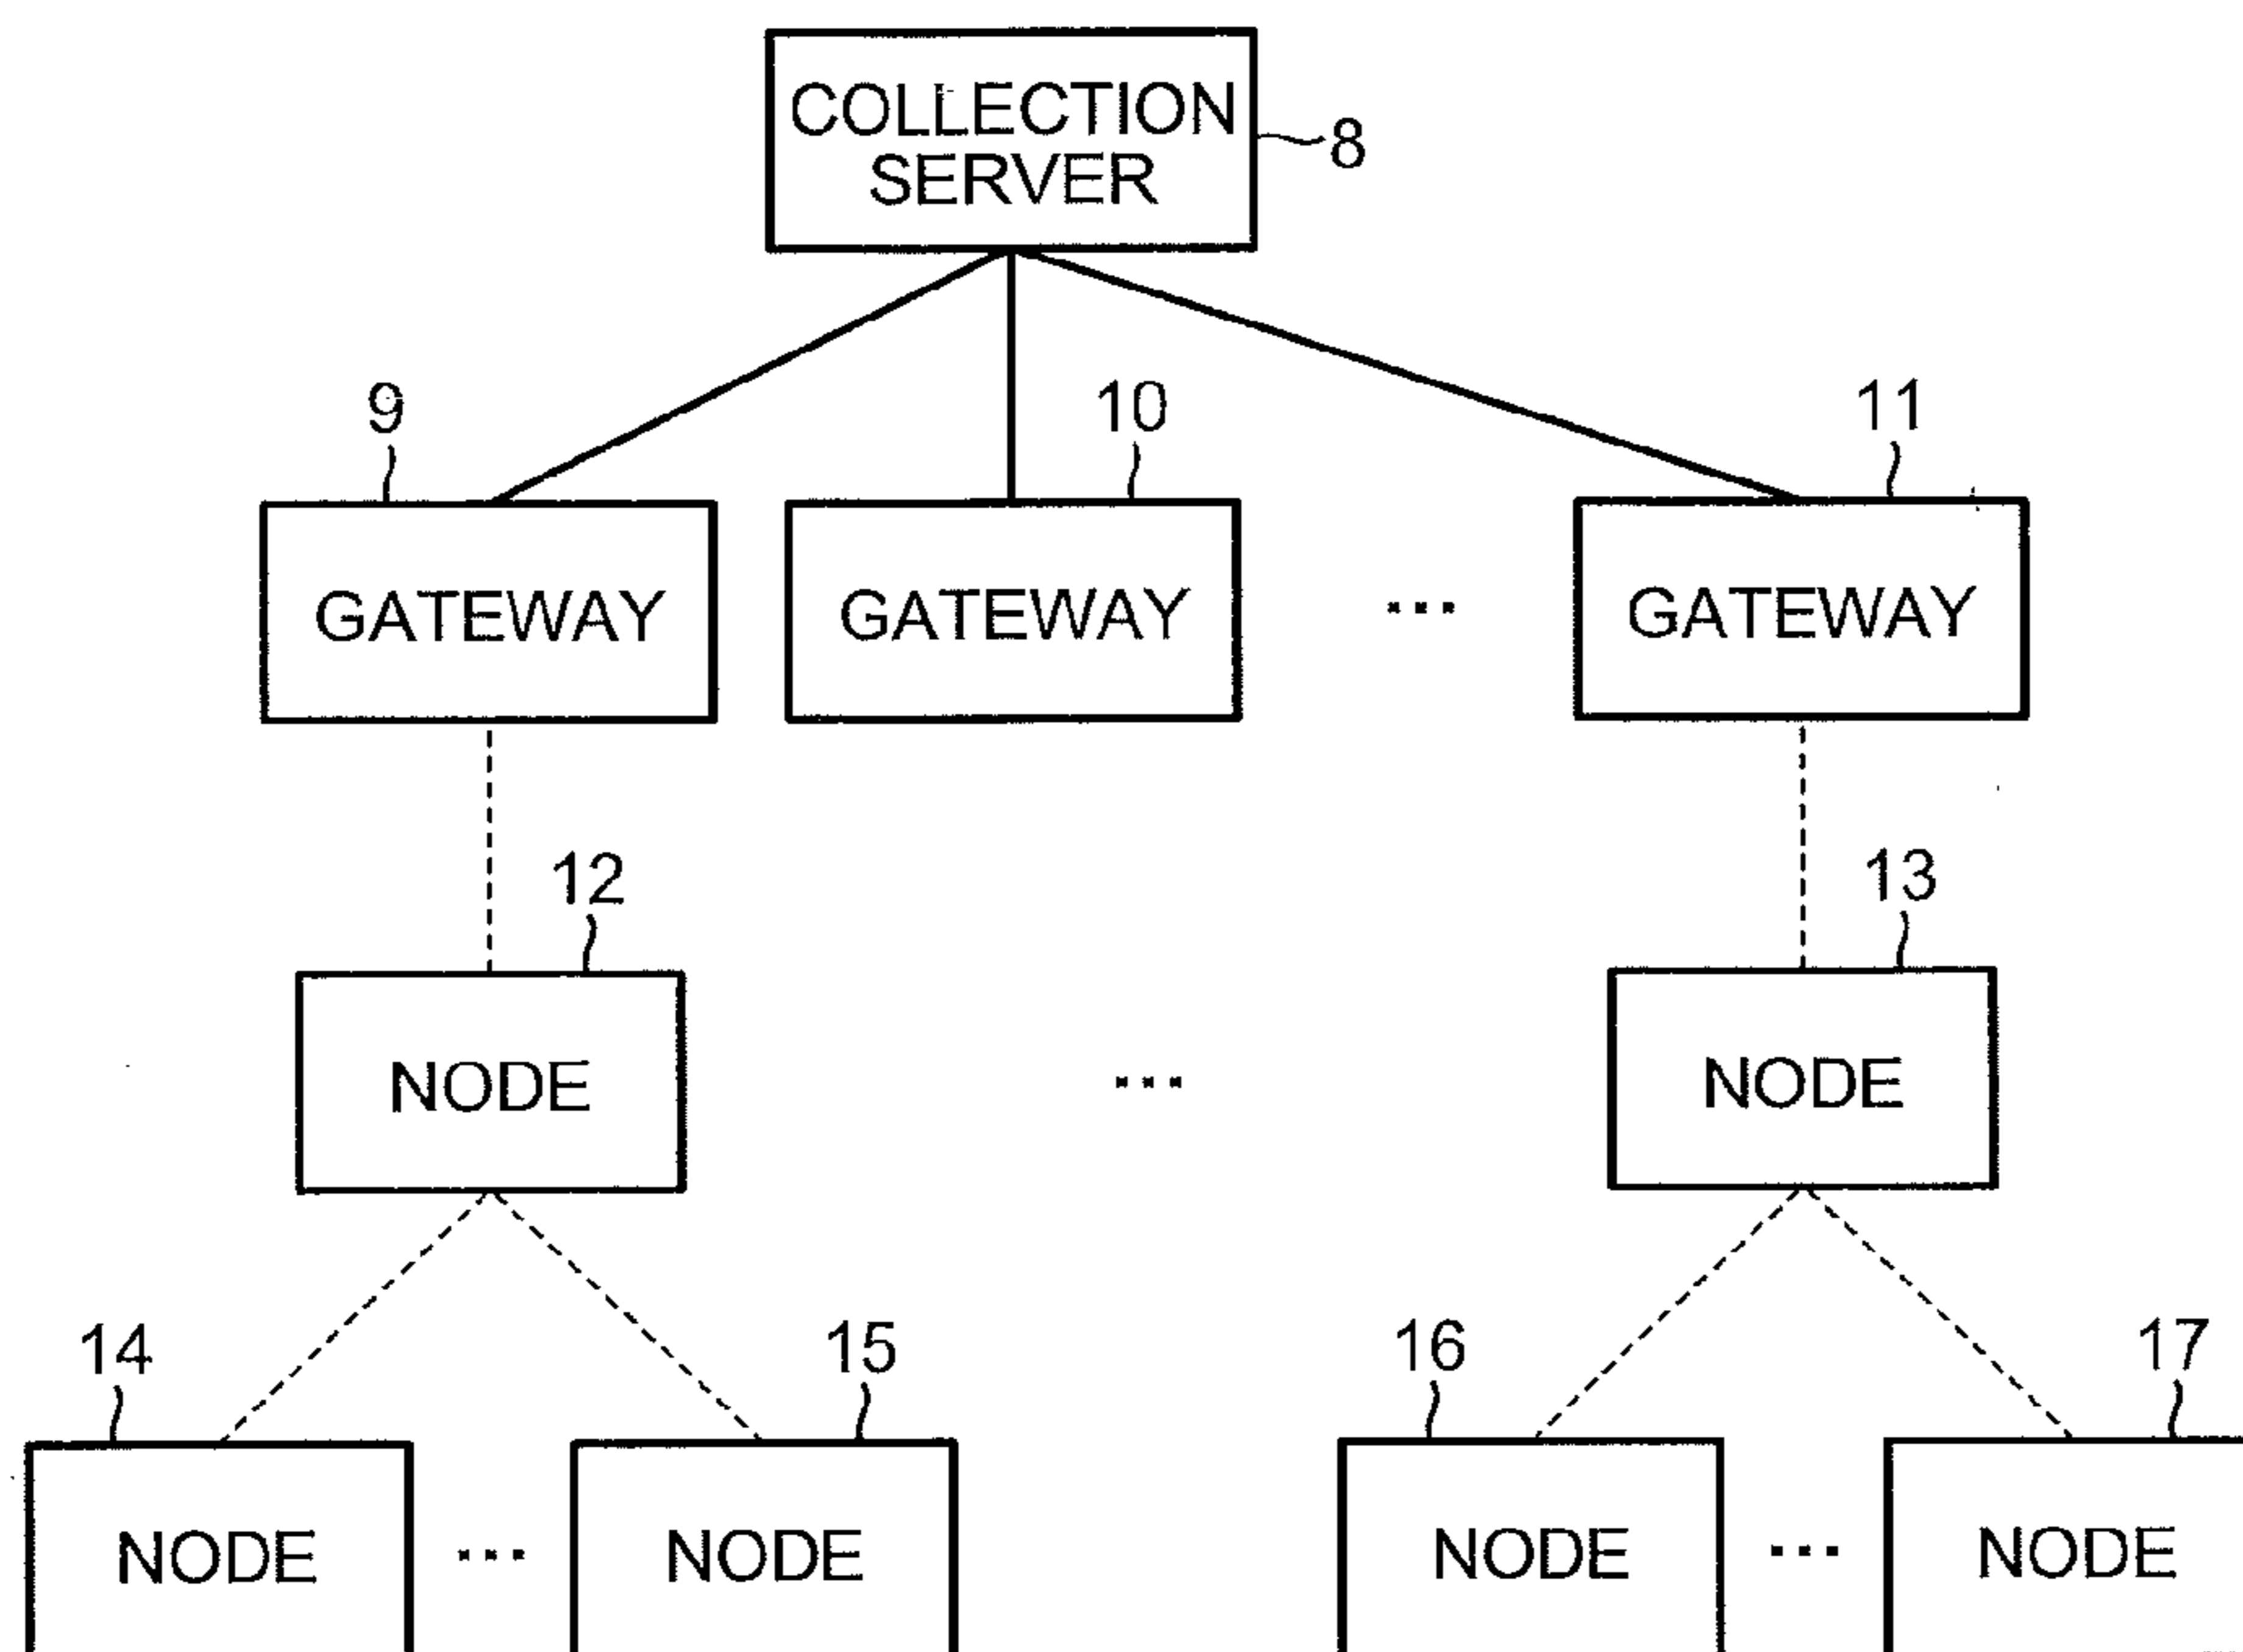 COLLECTION
SERVER
8
9
10
11
GATEWAY
GATEWAY
...
GATEWAY
12
13
NODE
...
NODE
14
15
16
17
NODE
...
NODE
NODE
...
NODE